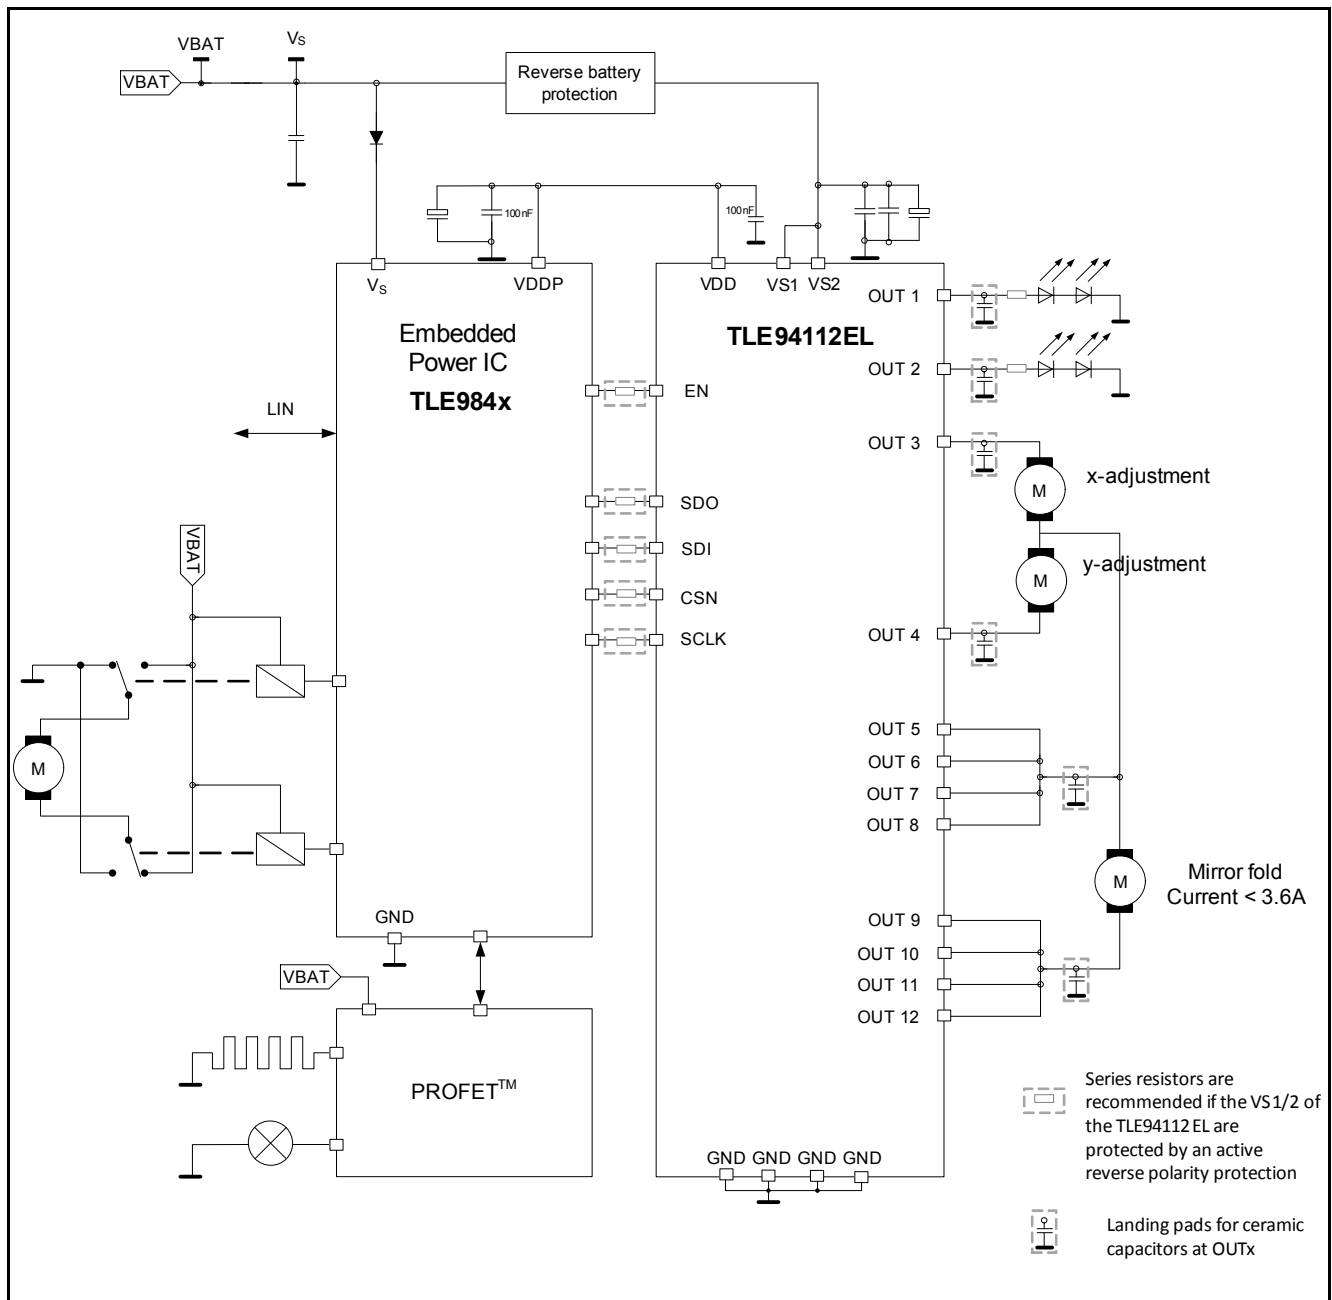 VBAT
VS
VBAT
Reverse battery
protection
100nF
100nF
VS
VDDP
VDD
VS1
VS2
OUT 1
Embedded
Power IC
TLE984x
TLE94112EL
OUT 2
EN
LIN
OUT 3
M
x-adjustment
SDO
VBAT
SDI
M
y-adjustment
CSN
OUT 4
SCLK
OUT 5
OUT 6
M
OUT 7
OUT 8
M
Mirror fold
Current < 3.6A
GND
OUT 9
OUT 10
VBAT
OUT 11
OUT 12
PROFET™
Series resistors are
recommended if the VS1/2 of
the TLE94112EL are
protected by an active
reverse polarity protection
GND
GND
GND
GND
Landing pads for ceramic
capacitors at OUTx